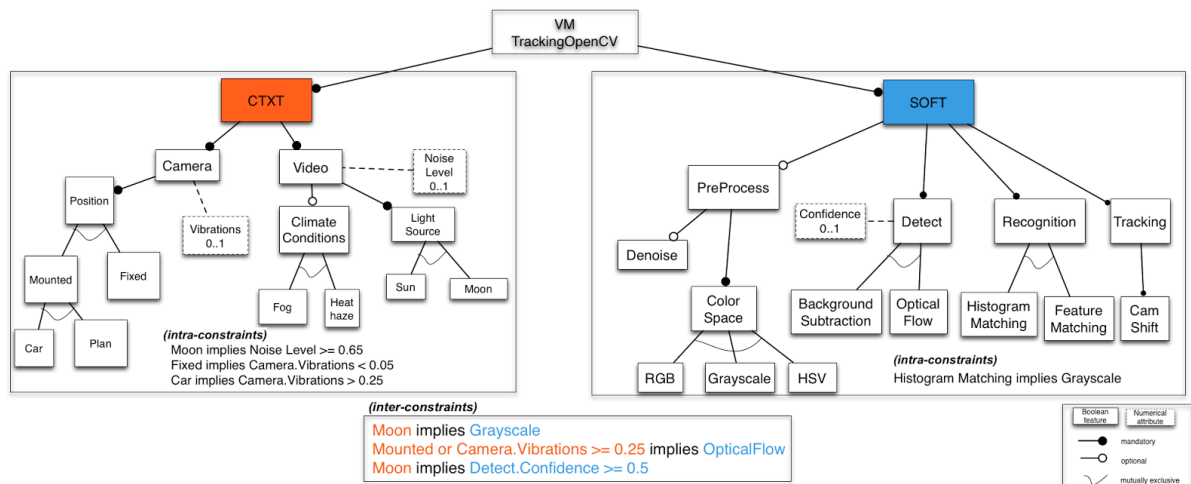 VM
TrackingOpenCV
CTXT
SOFT
Camera
Video
Noise
Level
0..1
Position
Vibrations
0..1
Climate
Conditions
Light
Source
Mounted
Fixed
Fog
Heat
haze
Sun
Moon
Car
Plan
(intra-constraints)
Moon implies Noise Level >= 0.65
Fixed implies Camera.Vibrations < 0.05
Car implies Camera.Vibrations > 0.25
PreProcess
Confidence
0..1
Detect
Recognition
Tracking
Denoise
Color
Space
Background
Subtraction
Optical
Flow
Histogram
Matching
Feature
Matching
Cam
Shift
RGB
Grayscale
HSV
(intra-constraints)
Histogram Matching implies Grayscale
(inter-constraints)
Moon implies Grayscale
Mounted or Camera.Vibrations >= 0.25 implies OpticalFlow
Moon implies Detect.Confidence >= 0.5
Boolean
feature
Numerical
attribute
mandatory
optional
mutually exclusive